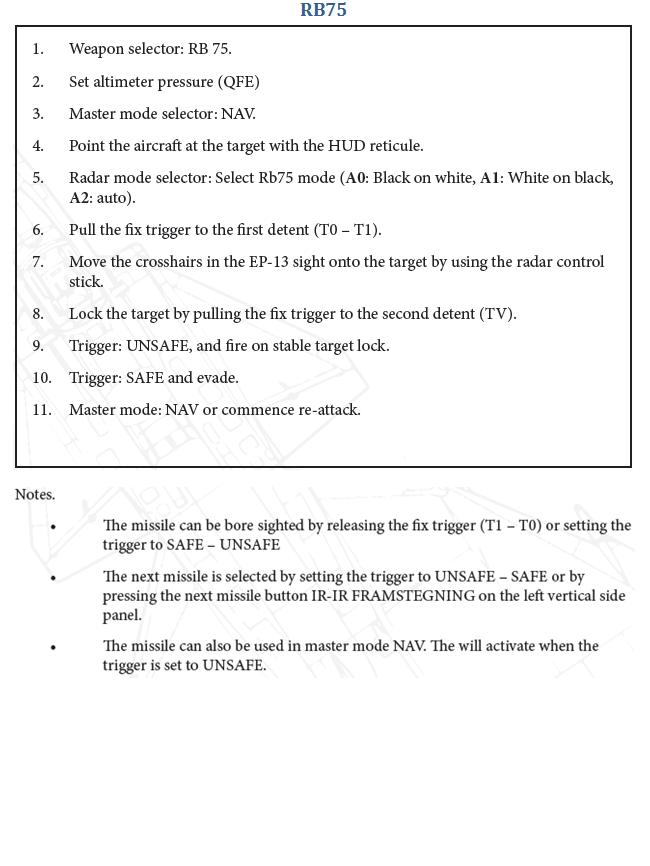 RB75
1. Weapon selector: RB 75.
2. Set altimeter pressure (QFE)
3. Master mode selector: NAV.
4. Point the aircraft at the target with the HUD reticule.
5. Radar mode selector: Select Rb75 mode (A0: Black on white, A1: White on black,
A2: auto).
6. Pull the fix trigger to the first detent (T0 – T1).
7. Move the crosshairs in the EP-13 sight onto the target by using the radar control
stick.
8. Lock the target by pulling the fix trigger to the second detent (TV).
9. Trigger: UNSAFE, and fire on stable target lock.
10. Trigger: SAFE and evade.
11. Master mode: NAV or commence re-attack.
Notes.
• The missile can be bore sighted by releasing the fix trigger (T1 – T0) or setting the
trigger to SAFE – UNSAFE
• The next missile is selected by setting the trigger to UNSAFE – SAFE or by
pressing the next missile button IR-IR FRAMSTEGNING on the left vertical side
panel.
• The missile can also be used in master mode NAV. The will activate when the
trigger is set to UNSAFE.